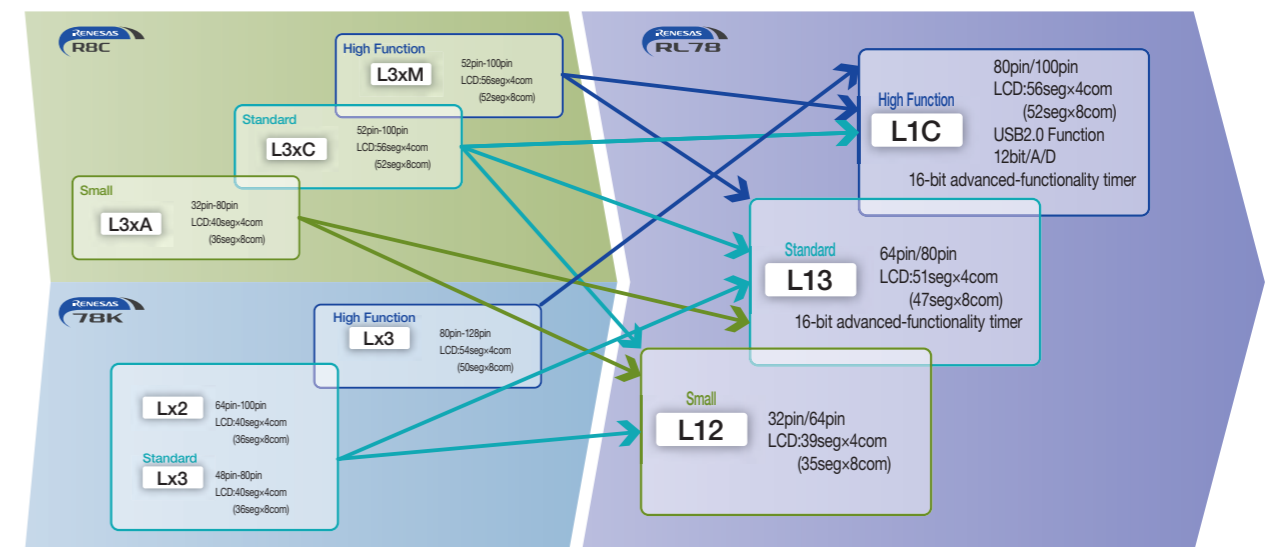 RENESAS
R8C
High Function
L3xM
52pin-100pin
LCD:56seg×4com
(52seg×8com)
Standard
L3xC
52pin-100pin
LCD:56seg×4com
(52seg×8com)
Small
L3xA
32pin-80pin
LCD:40seg×4com
(36seg×8com)
RENESAS
78K
High Function
Lx3
80pin-128pin
LCD:54seg×4com
(50seg×8com)
Lx2
64pin-100pin
LCD:40seg×4com
(36seg×8com)
Standard
Lx3
48pin-80pin
LCD:40seg×4com
(36seg×8com)
RENESAS
RL78
High Function
L1C
80pin/100pin
LCD:56seg×4com
(52seg×8com)
USB2.0 Function
12bit/A/D
16-bit advanced-functionality timer
Standard
L13
64pin/80pin
LCD:51seg×4com
(47seg×8com)
16-bit advanced-functionality timer
Small
L12
32pin/64pin
LCD:39seg×4com
(35seg×8com)